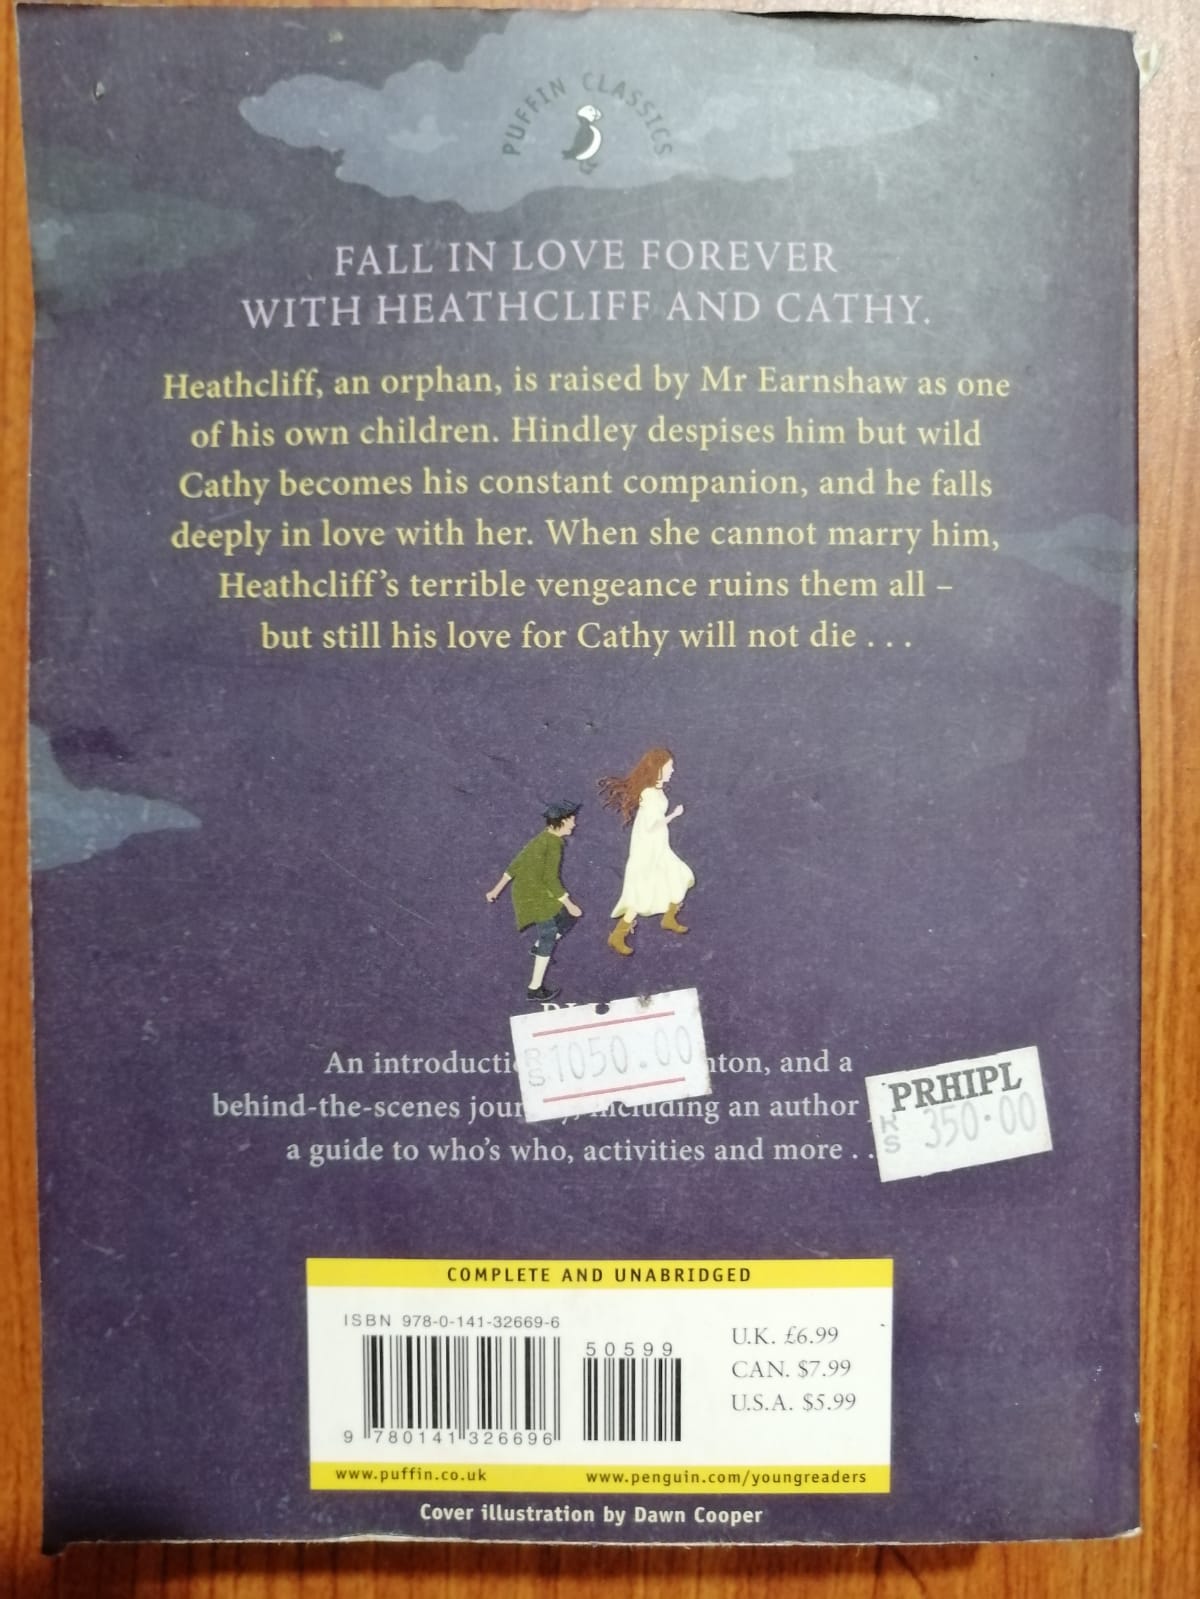 PUFFIN CLASSICS
FALL IN LOVE FOREVER
WITH HEATHCLIFF AND CATHY.
Heathcliff, an orphan, is raised by Mr Earnshaw as one
of his own children. Hindley despises him but wild
Cathy becomes his constant companion, and he falls
deeply in love with her. When she cannot marry him,
Heathcliff's terrible vengeance ruins them all –
but still his love for Cathy will not die . . .
RS 1050.00
An and a
behind-the-scenes including an author
a guide to who's who, activities and more . .
PRHIPL
RS 350.00
COMPLETE AND UNABRIDGED
ISBN 978-0-141-32669-6
50599
9 780141 326696
U.K. £6.99
CAN. $7.99
U.S.A. $5.99
www.puffin.co.uk
www.penguin.com/youngreaders
Cover illustration by Dawn Cooper